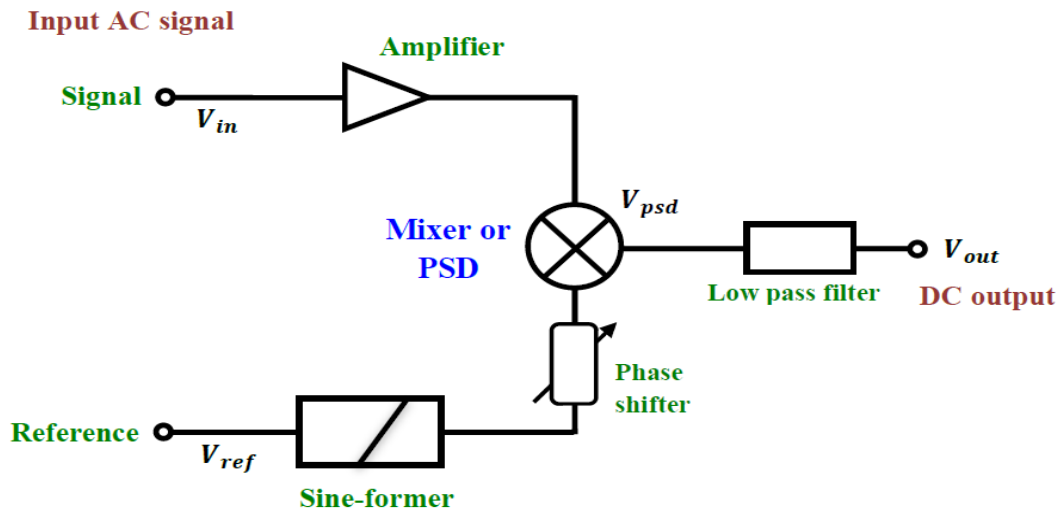 Input AC signal
Amplifier
Signal
V_in
V_psd
Mixer or
PSD
V_out
Low pass filter
DC output
Phase
shifter
Reference
V_ref
Sine-former